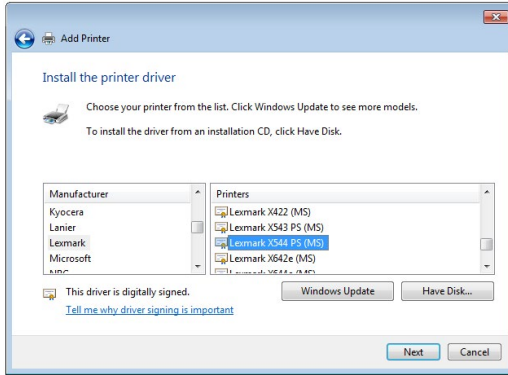 Add Printer
Install the printer driver
Choose your printer from the list. Click Windows Update to see more models.
To install the driver from an installation CD, click Have Disk.
Manufacturer
Kyocera
Lanier
Lexmark
Microsoft
Printers
Lexmark X422 (MS)
Lexmark X543 PS (MS)
Lexmark X544 PS (MS)
Lexmark X642e (MS)
This driver is digitally signed.
Tell me why driver signing is important
Windows Update
Have Disk...
Next
Cancel